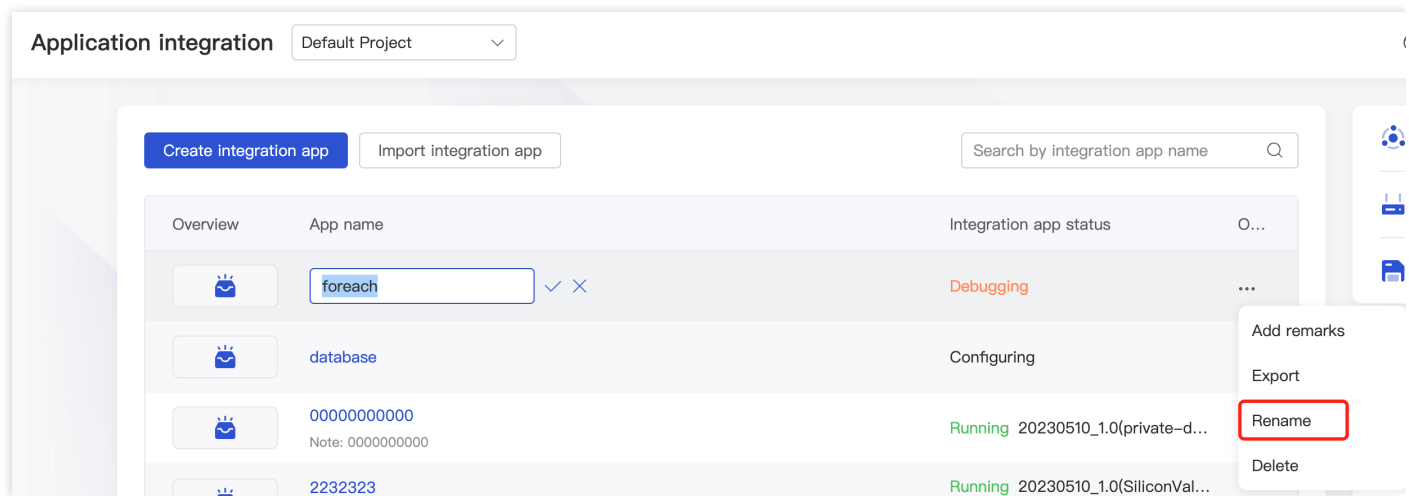 Application integration Default Project
Create integration app Import integration app Search by integration app name
Overview App name Integration app status O...
foreach Debugging ...
Add remarks
database Configuring
Export
00000000000
Note: 0000000000
Running 20230510_1.0(private-d...
Rename
Delete
2232323 Running 20230510_1.0(SiliconVal...